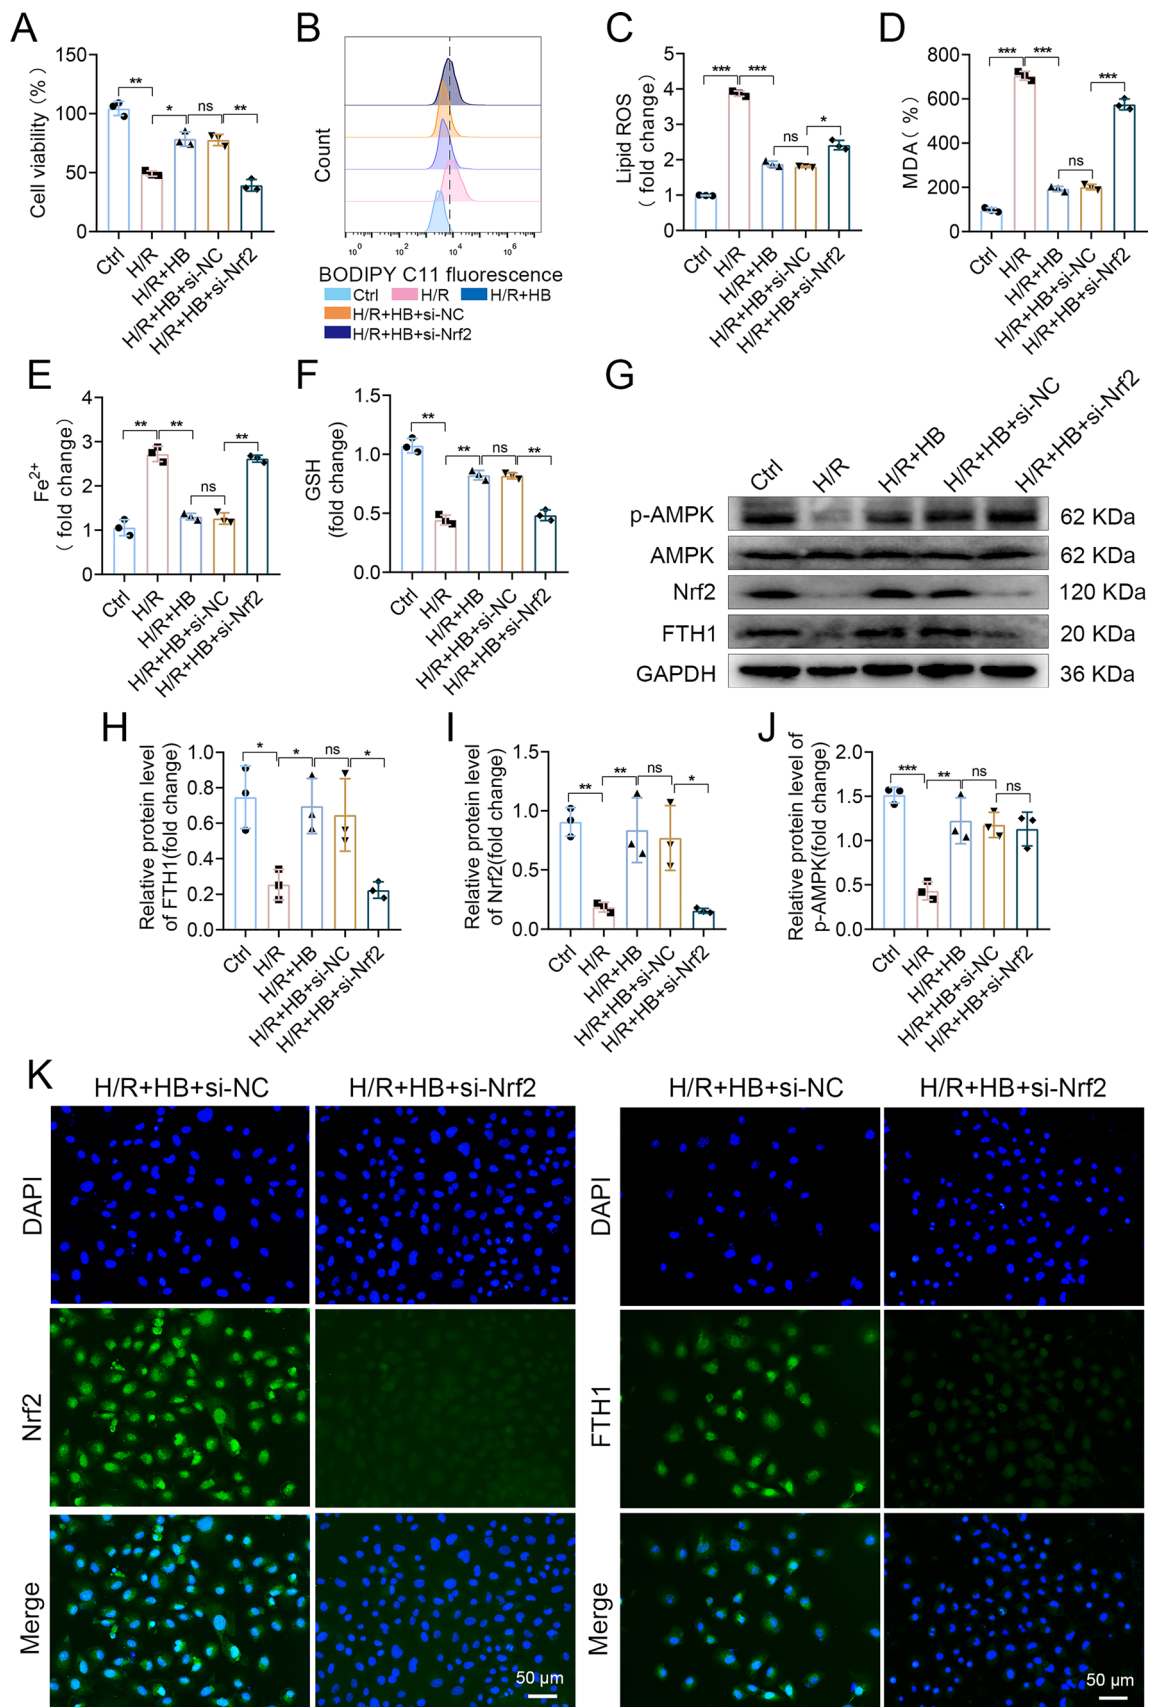 A
Cell viability (%)
150
100
50
0
** * ns **
Ctrl
H/R
H/R+HB
H/R+HB+si-NC
H/R+HB+si-Nrf2
B
Count
10^0 10^2 10^4 10^6
BODIPY C11 fluorescence
Ctrl H/R H/R+HB
H/R+HB+si-NC
H/R+HB+si-Nrf2
C
Lipid ROS
(fold change)
5
4
3
2
1
0
*** *** ns *
Ctrl
H/R
H/R+HB
H/R+HB+si-NC
H/R+HB+si-Nrf2
D
MDA (%)
800
600
400
200
0
*** *** ns ***
Ctrl
H/R
H/R+HB
H/R+HB+si-NC
H/R+HB+si-Nrf2
E
Fe2+
(fold change)
4
3
2
1
0
** ** ns **
Ctrl
H/R
H/R+HB
H/R+HB+si-NC
H/R+HB+si-Nrf2
F
GSH
(fold change)
1.5
1.0
0.5
0.0
** ** ns **
Ctrl
H/R
H/R+HB
H/R+HB+si-NC
H/R+HB+si-Nrf2
G
Ctrl
H/R
H/R+HB
H/R+HB+si-NC
H/R+HB+si-Nrf2
p-AMPK 62 KDa
AMPK 62 KDa
Nrf2 120 KDa
FTH1 20 KDa
GAPDH 36 KDa
H
Relative protein level
of FTH1(fold change)
1.0
0.8
0.6
0.4
0.2
0.0
* * ns *
Ctrl
H/R
H/R+HB
H/R+HB+si-NC
H/R+HB+si-Nrf2
I
Relative protein level
of Nrf2(fold change)
1.5
1.0
0.5
0.0
** ** ns *
Ctrl
H/R
H/R+HB
H/R+HB+si-NC
H/R+HB+si-Nrf2
J
Relative protein level of
p-AMPK(fold change)
2.0
1.5
1.0
0.5
0.0
*** ** ns ns
Ctrl
H/R
H/R+HB
H/R+HB+si-NC
H/R+HB+si-Nrf2
K
H/R+HB+si-NC H/R+HB+si-Nrf2
DAPI
Nrf2
Merge
50 µm
H/R+HB+si-NC H/R+HB+si-Nrf2
DAPI
FTH1
Merge
50 µm